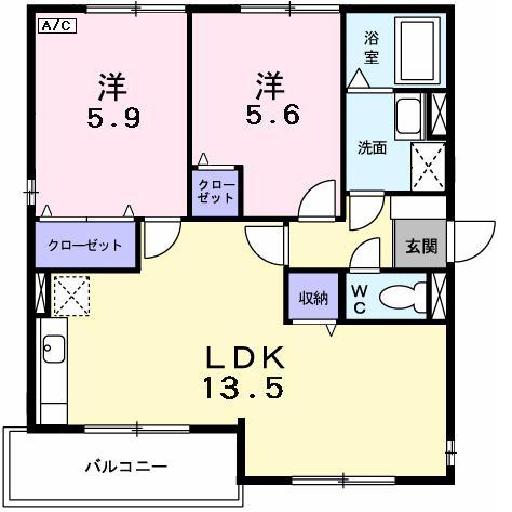 A/C
洋
5.9
洋
5.6
浴
室
洗面
クロー
ゼット
クローゼット
玄関
収納
W
C
LDK
13.5
バルコニー